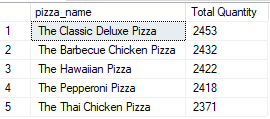 pizza_name Total Quantity
1 The Classic Deluxe Pizza 2453
2 The Barbecue Chicken Pizza 2432
3 The Hawaiian Pizza 2422
4 The Pepperoni Pizza 2418
5 The Thai Chicken Pizza 2371